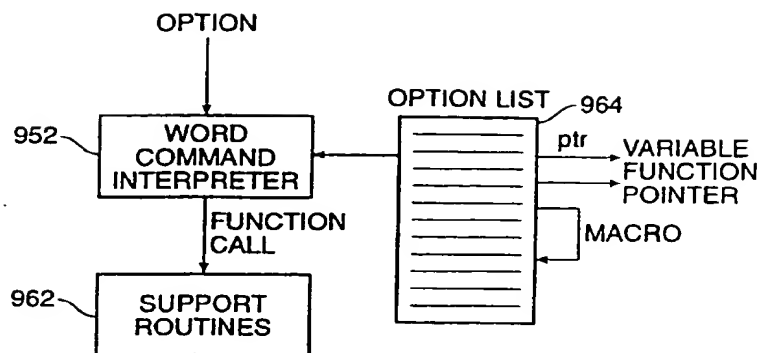 OPTION
OPTION LIST
964
952
WORD
COMMAND
INTERPRETER
ptr
VARIABLE
FUNCTION
POINTER
MACRO
FUNCTION
CALL
962
SUPPORT
ROUTINES